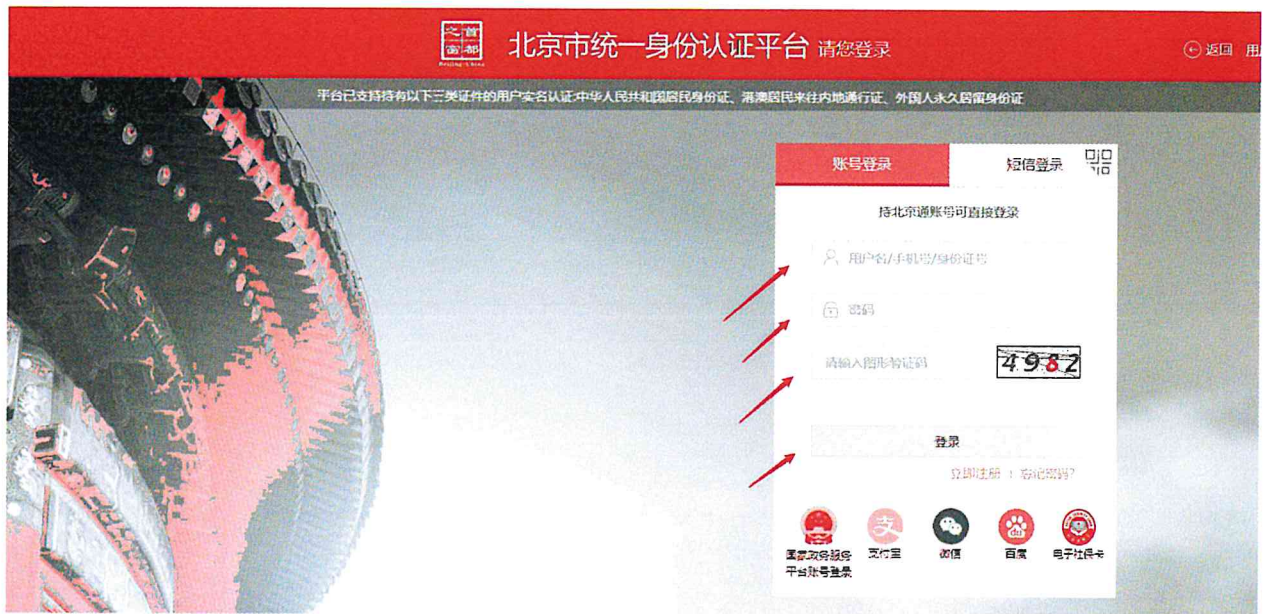 首都之窗
Beijing-China
北京市统一身份认证平台 请您登录
返回 用
平台已支持持有以下三类证件的用户实名认证:中华人民共和国居民身份证、港澳居民来往内地通行证、外国人永久居留身份证
账号登录 短信登录
持北京通账号可直接登录
用户名/手机号/身份证号
密码
请输入图形验证码 4982
登录
立即注册 | 忘记密码?
国家政务服务 支付宝 微信 百度 电子社保卡
平台账号登录